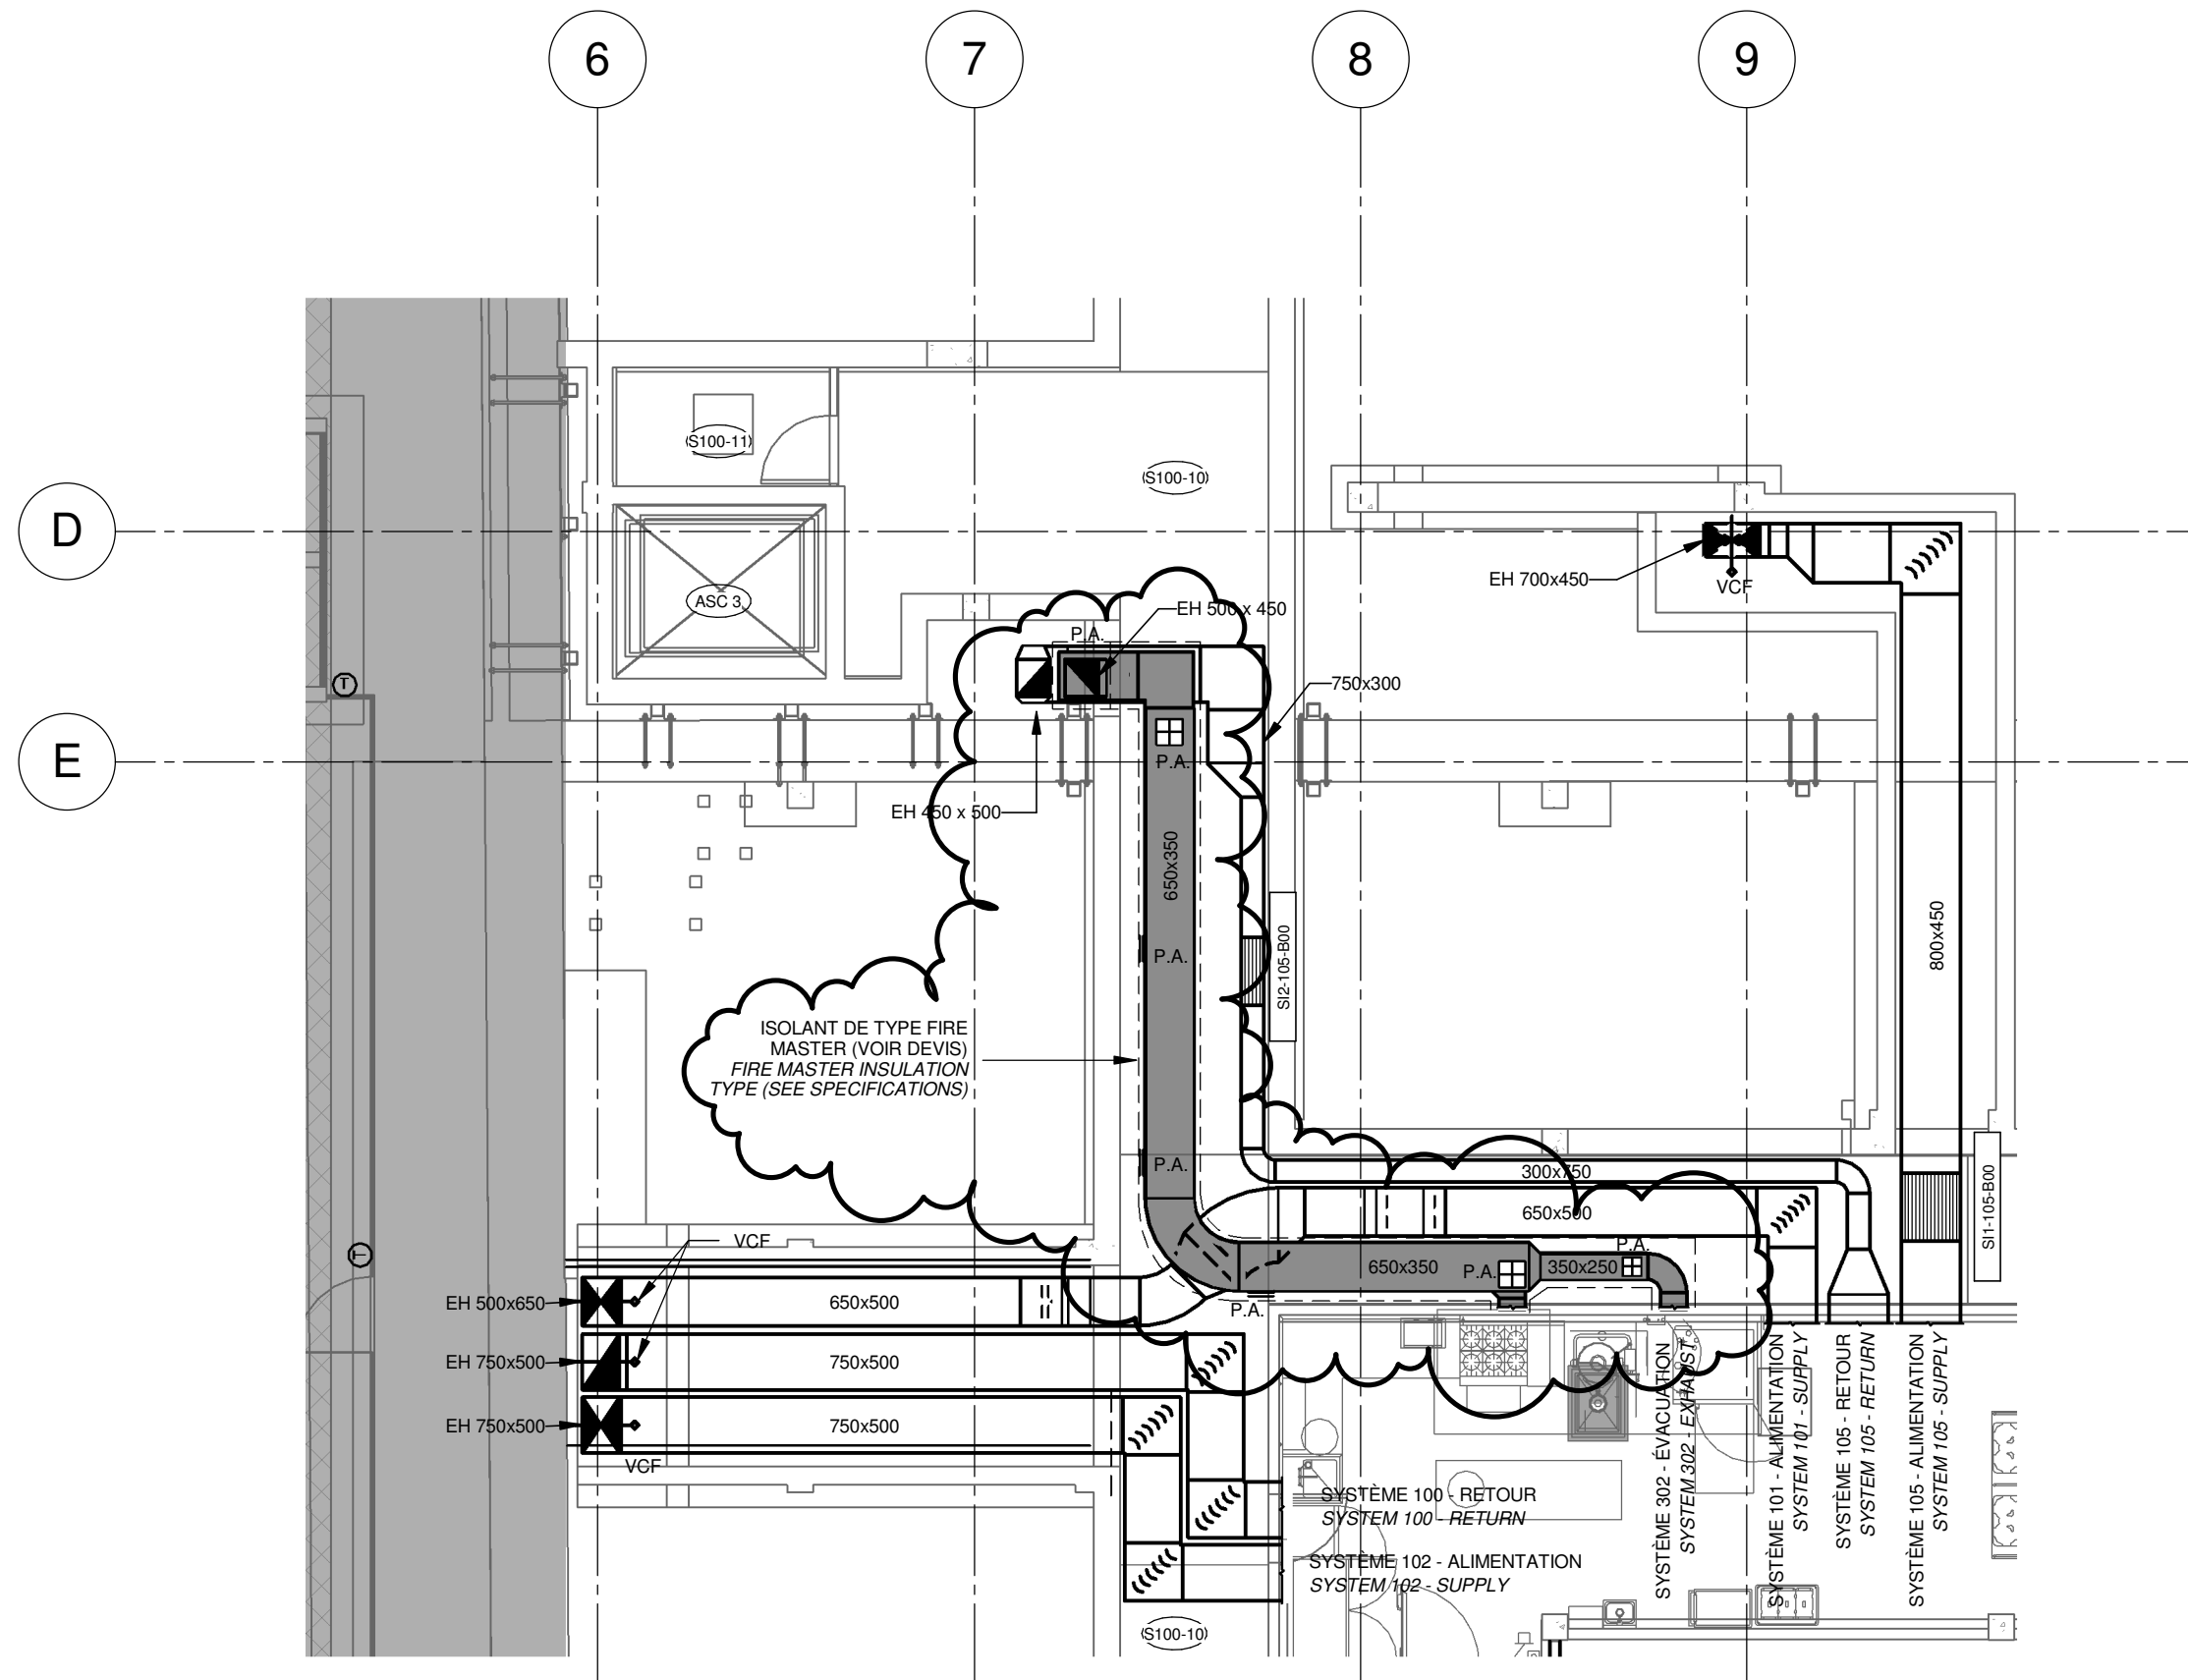 6
7
8
9
D
E
(S100-11)
(S100-10)
ASC 3
EH 700x450
VCF
EH 500 x 450
P.A.
750x300
P.A.
EH 450 x 500
650x350
P.A.
SI2-105-B00
800x450
T
ISOLANT DE TYPE FIRE
MASTER (VOIR DEVIS)
FIRE MASTER INSULATION
TYPE (SEE SPECIFICATIONS)
P.A.
300x750
650x500
SI1-105-B00
T
VCF
P.A.
650x350
P.A.
350x250
P.A.
EH 500x650
650x500
EH 750x500
750x500
EH 750x500
750x500
VCF
SYSTÈME 100 - RETOUR
SYSTEM 100 - RETURN
SYSTÈME 102 - ALIMENTATION
SYSTEM 102 - SUPPLY
SYSTÈME 302 - ÉVACUATION
SYSTEM 302 - EXHAUST
SYSTÈME 101 - ALIMENTATION
SYSTEM 101 - SUPPLY
SYSTÈME 105 - RETOUR
SYSTEM 105 - RETURN
SYSTÈME 105 - ALIMENTATION
SYSTEM 105 - SUPPLY
(S100-10)